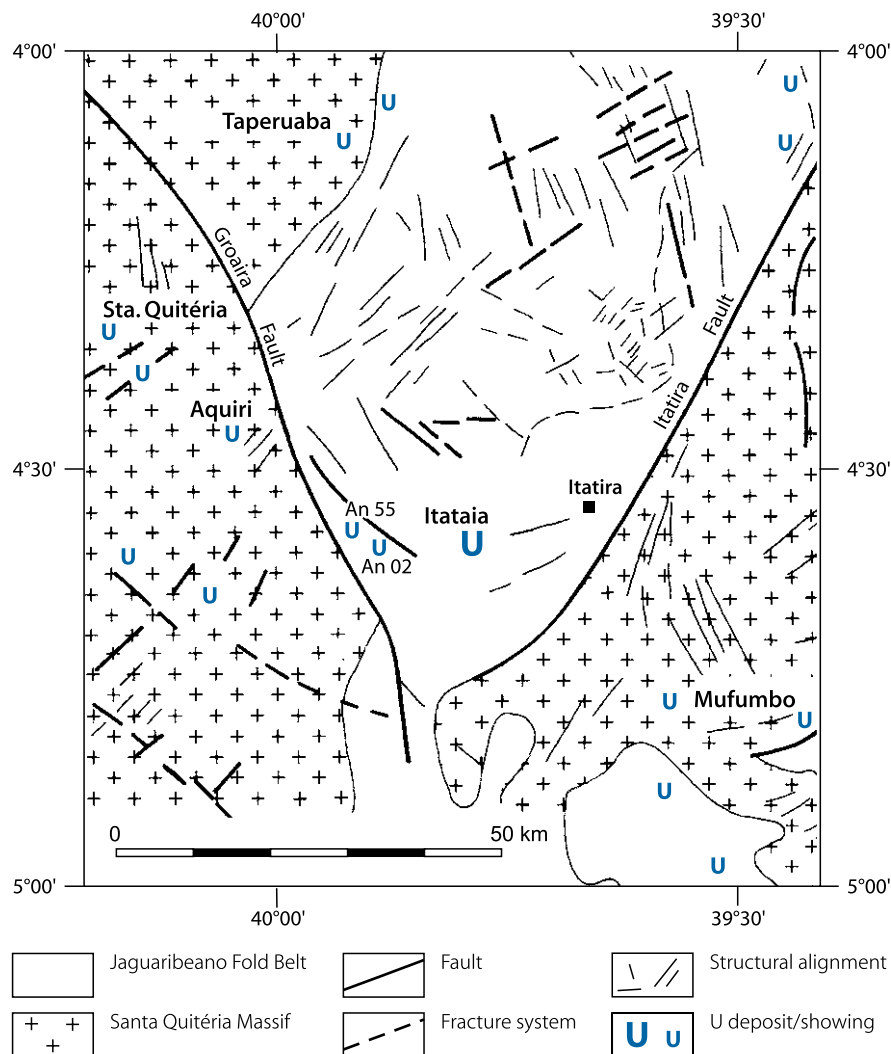 40°00'
39°30'
4°00'
4°00'
U
U
Taperuaba
U
U
Groaira
Fault
Sta. Quitéria
U
U
Fault
Itatira
Aquiri
U
4°30'
4°30'
Itatira
An 55
Itataia
U
U
U
An 02
U
U
U
Mufumbo
U
U
U
0
50 km
5°00'
5°00'
40°00'
39°30'
Jaguaribeano Fold Belt
Fault
Structural alignment
Santa Quitéria Massif
Fracture system
U U
U deposit/showing